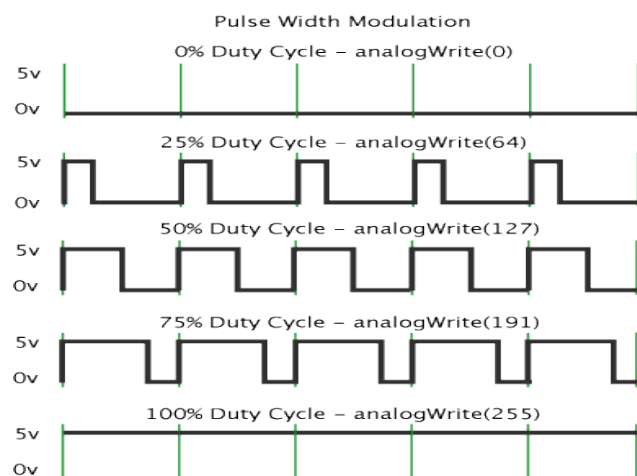 Pulse Width Modulation
0% Duty Cycle – analogWrite(0)
5v
0v
25% Duty Cycle – analogWrite(64)
5v
0v
50% Duty Cycle – analogWrite(127)
5v
0v
75% Duty Cycle – analogWrite(191)
5v
0v
100% Duty Cycle – analogWrite(255)
5v
0v